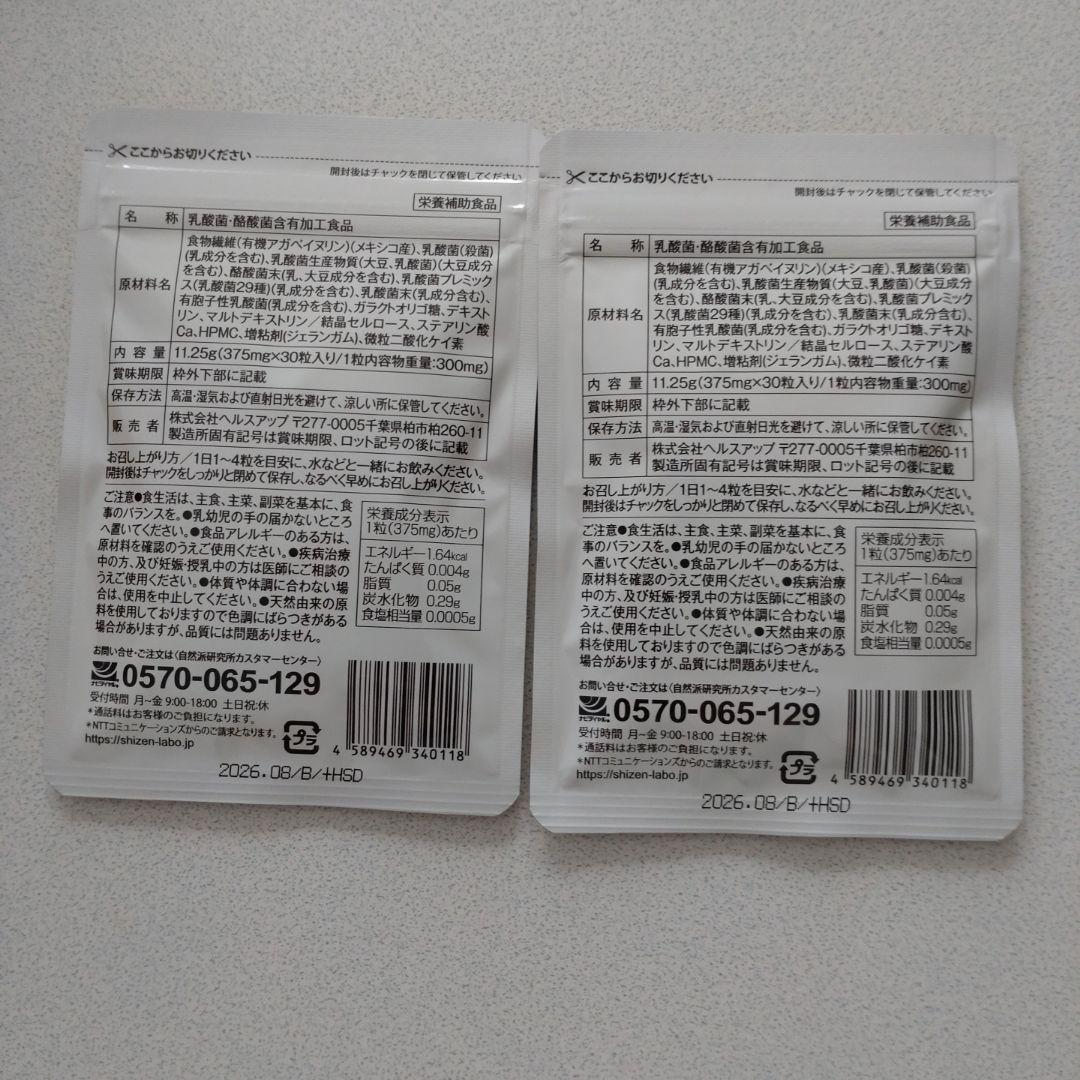 ここからお切りください
開封後はチャックを閉じて保管してください
栄養補助食品
名 称 乳酸菌・酪酸菌含有加工食品
原材料名 食物繊維(有機アガベイヌリン)(メキシコ産)、乳酸菌(殺菌)
(乳成分を含む)、乳酸菌生産物質(大豆、乳酸菌)(大豆成分
を含む)、酪酸菌末(乳、大豆成分を含む)、乳酸菌プレミック
ス(乳酸菌29種)(乳成分を含む)、乳酸菌末(乳成分含む)、
有胞子性乳酸菌(乳成分を含む)、ガラクトオリゴ糖、デキスト
リン、マルトデキストリン/結晶セルロース、ステアリン酸
Ca、HPMC、増粘剤(ジェランガム)、微粒二酸化ケイ素
内容量 11.25g(375mg×30粒入り/1粒内容物重量:300mg)
賞味期限 枠外下部に記載
保存方法 高温・湿気および直射日光を避けて、涼しい所に保管してください。
販売者 株式会社ヘルスアップ 〒277-0005千葉県柏市柏260-11
製造所固有記号は賞味期限、ロット記号の後に記載
お召し上がり方/1日1~4粒を目安に、水などと一緒にお飲みください。
開封後はチャックをしっかりと閉めて保存し、なるべく早めにお召し上がりください。
ご注意●食生活は、主食、主菜、副菜を基本に、食
事のバランスを。●乳幼児の手の届かないところ
へ置いてください。●食品アレルギーのある方は、
原材料を確認のうえご使用ください。●疾病治療
中の方、及び妊娠・授乳中の方は医師にご相談の
うえご使用ください。●体質や体調に合わない場
合は、使用を中止してください。●天然由来の原
料を使用しておりますので色調にばらつきがある
場合がありますが、品質には問題ありません。
栄養成分表示
1粒(375mg)あたり
エネルギー 1.64kcal
たんぱく質 0.004g
脂質 0.05g
炭水化物 0.29g
食塩相当量 0.0005g
お問い合せ・ご注文は〈自然派研究所カスタマーセンター〉
ナビダイヤル 0570-065-129
受付時間 月~金 9:00-18:00 土日祝:休
*通話料はお客様のご負担になります。
*NTTコミュニケーションズからのご請求となります。
https://shizen-labo.jp
プラ
4 589469 340118
2026.08/B/+HSD
ここからお切りください
開封後はチャックを閉じて保管してください
栄養補助食品
名 称 乳酸菌・酪酸菌含有加工食品
原材料名 食物繊維(有機アガベイヌリン)(メキシコ産)、乳酸菌(殺菌)
(乳成分を含む)、乳酸菌生産物質(大豆、乳酸菌)(大豆成分
を含む)、酪酸菌末(乳、大豆成分を含む)、乳酸菌プレミック
ス(乳酸菌29種)(乳成分を含む)、乳酸菌末(乳成分含む)、
有胞子性乳酸菌(乳成分を含む)、ガラクトオリゴ糖、デキスト
リン、マルトデキストリン/結晶セルロース、ステアリン酸
Ca、HPMC、増粘剤(ジェランガム)、微粒二酸化ケイ素
内容量 11.25g(375mg×30粒入り/1粒内容物重量:300mg)
賞味期限 枠外下部に記載
保存方法 高温・湿気および直射日光を避けて、涼しい所に保管してください。
販売者 株式会社ヘルスアップ 〒277-0005千葉県柏市柏260-11
製造所固有記号は賞味期限、ロット記号の後に記載
お召し上がり方/1日1~4粒を目安に、水などと一緒にお飲みください。
開封後はチャックをしっかりと閉めて保存し、なるべく早めにお召し上がりください。
ご注意●食生活は、主食、主菜、副菜を基本に、食
事のバランスを。●乳幼児の手の届かないところ
へ置いてください。●食品アレルギーのある方は、
原材料を確認のうえご使用ください。●疾病治療
中の方、及び妊娠・授乳中の方は医師にご相談の
うえご使用ください。●体質や体調に合わない場
合は、使用を中止してください。●天然由来の原
料を使用しておりますので色調にばらつきがある
場合がありますが、品質には問題ありません。
栄養成分表示
1粒(375mg)あたり
エネルギー 1.64kcal
たんぱく質 0.004g
脂質 0.05g
炭水化物 0.29g
食塩相当量 0.0005g
お問い合せ・ご注文は〈自然派研究所カスタマーセンター〉
ナビダイヤル 0570-065-129
受付時間 月~金 9:00-18:00 土日祝:休
*通話料はお客様のご負担になります。
*NTTコミュニケーションズからのご請求となります。
https://shizen-labo.jp
プラ
4 589469 340118
2026.08/B/+HSD